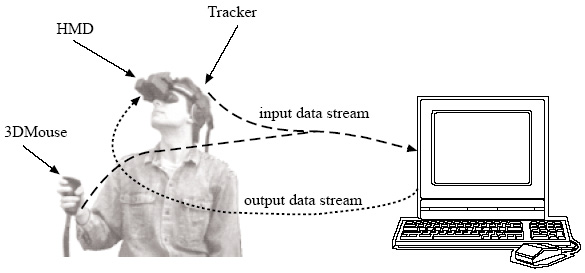 Tracker
HMD
input data stream
3DMouse
output data stream